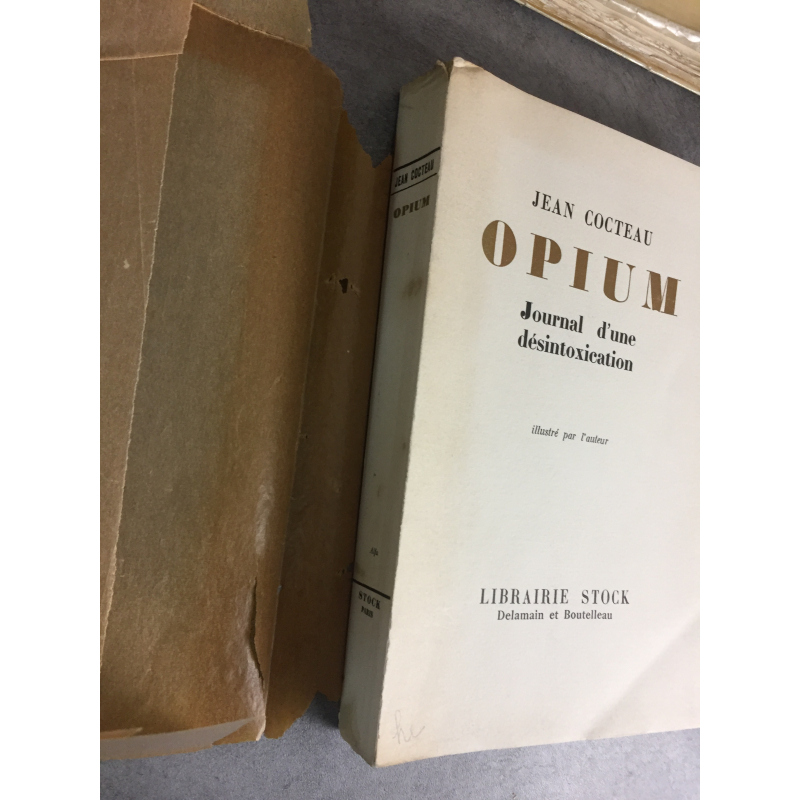 JEAN COCTEAU
OPIUM
STOCK
PARIS
JEAN COCTEAU
OPIUM
Journal d'une
désintoxication
illustré par l'auteur
LIBRAIRIE STOCK
Delamain et Boutelleau